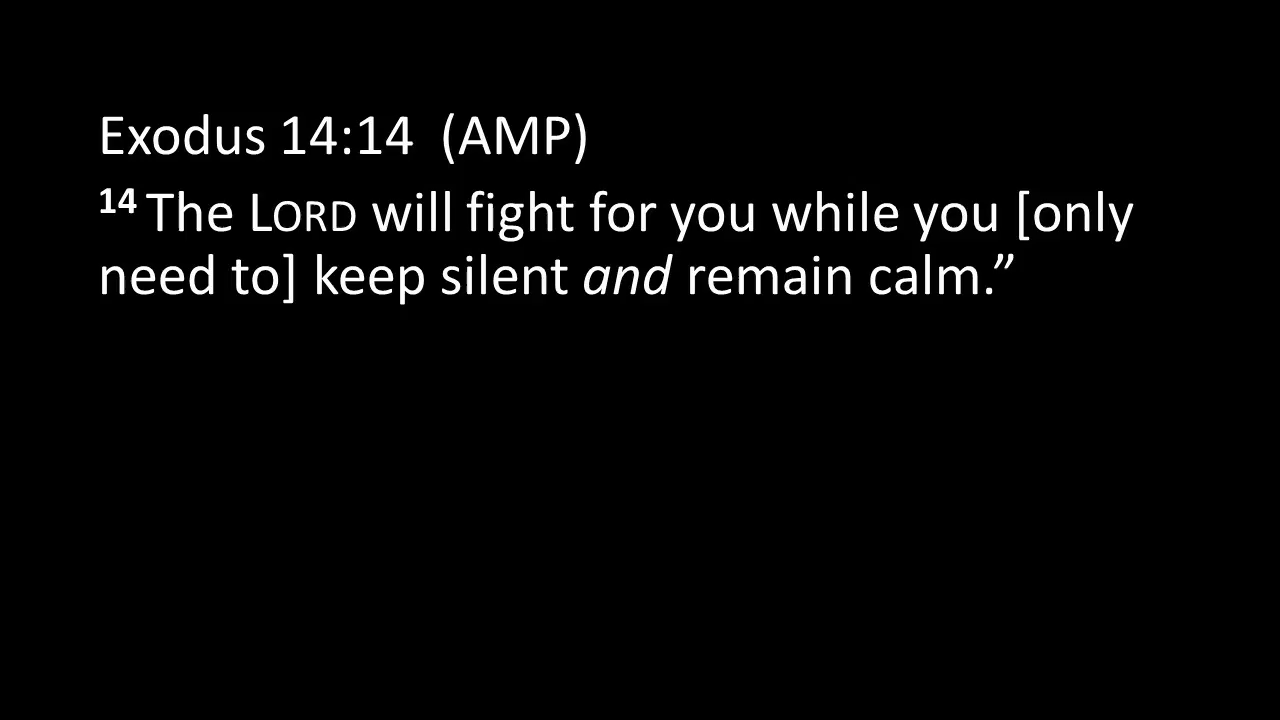 Exodus 14:14  (AMP)
14 The LORD will fight for you while you [only
need to] keep silent and remain calm.”